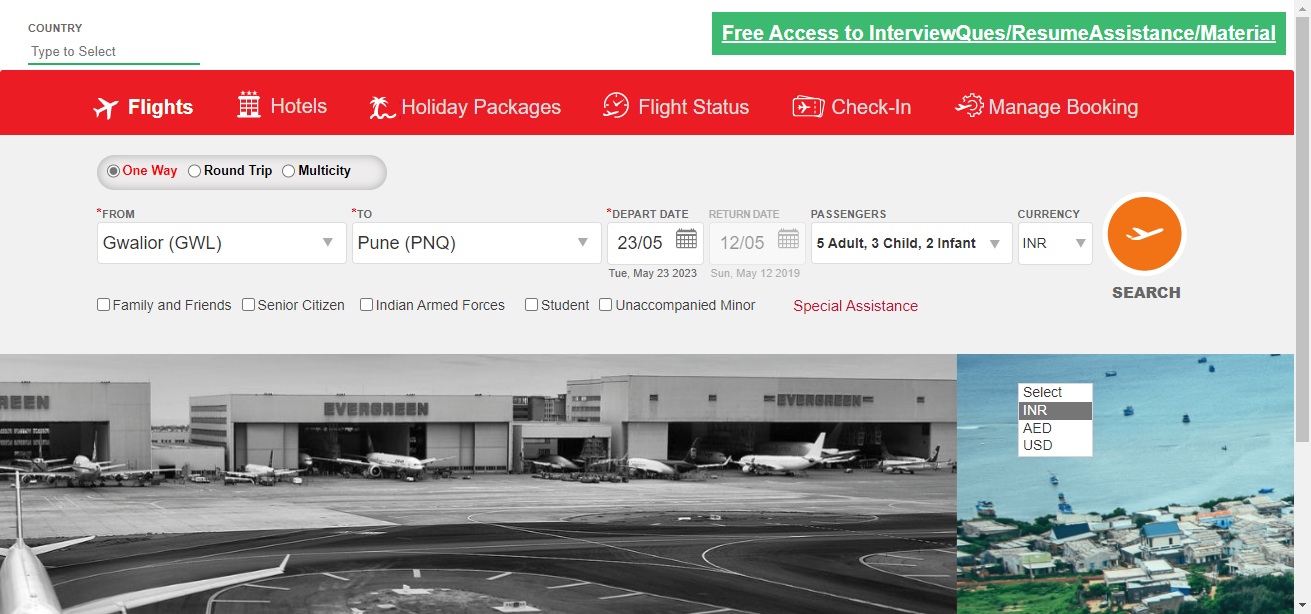 COUNTRY
Type to Select
Free Access to InterviewQues/ResumeAssistance/Material
Flights Hotels Holiday Packages Flight Status Check-In Manage Booking
One Way Round Trip Multicity
*FROM *TO *DEPART DATE RETURN DATE PASSENGERS CURRENCY
Gwalior (GWL) Pune (PNQ) 23/05 12/05 5 Adult, 3 Child, 2 Infant INR
Tue, May 23 2023 Sun, May 12 2019
SEARCH
Family and Friends Senior Citizen Indian Armed Forces Student Unaccompanied Minor Special Assistance
Select
INR
AED
USD
REEN EVERGREEN EVERGREEN